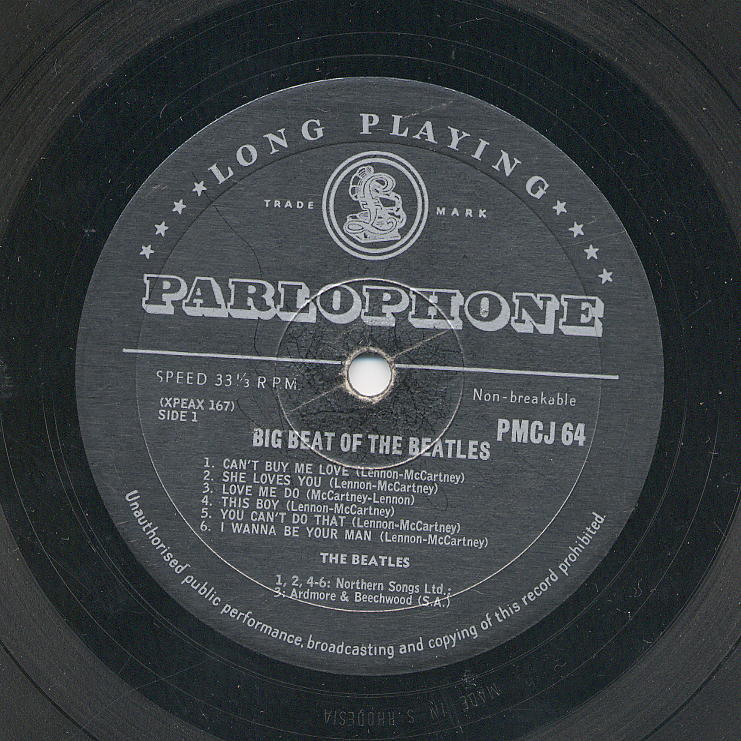 ★★★★ LONG PLAYING ★★★★
TRADE MARK
£
PARLOPHONE
SPEED 33⅓ R P M
Non-breakable
(XPEAX 167)
SIDE 1
PMCJ 64
BIG BEAT OF THE BEATLES
1. CAN'T BUY ME LOVE (Lennon-McCartney)
2. SHE LOVES YOU (Lennon-McCartney)
3. LOVE ME DO (McCartney-Lennon)
4. THIS BOY (Lennon-McCartney)
5. YOU CAN'T DO THAT (Lennon-McCartney)
6. I WANNA BE YOUR MAN (Lennon-McCartney)
THE BEATLES
1, 2, 4-6: Northern Songs Ltd.;
3; Ardmore & Beechwood (S.A.)
Unauthorised public performance, broadcasting and copying of this record prohibited.
MADE IN S. RHODESIA